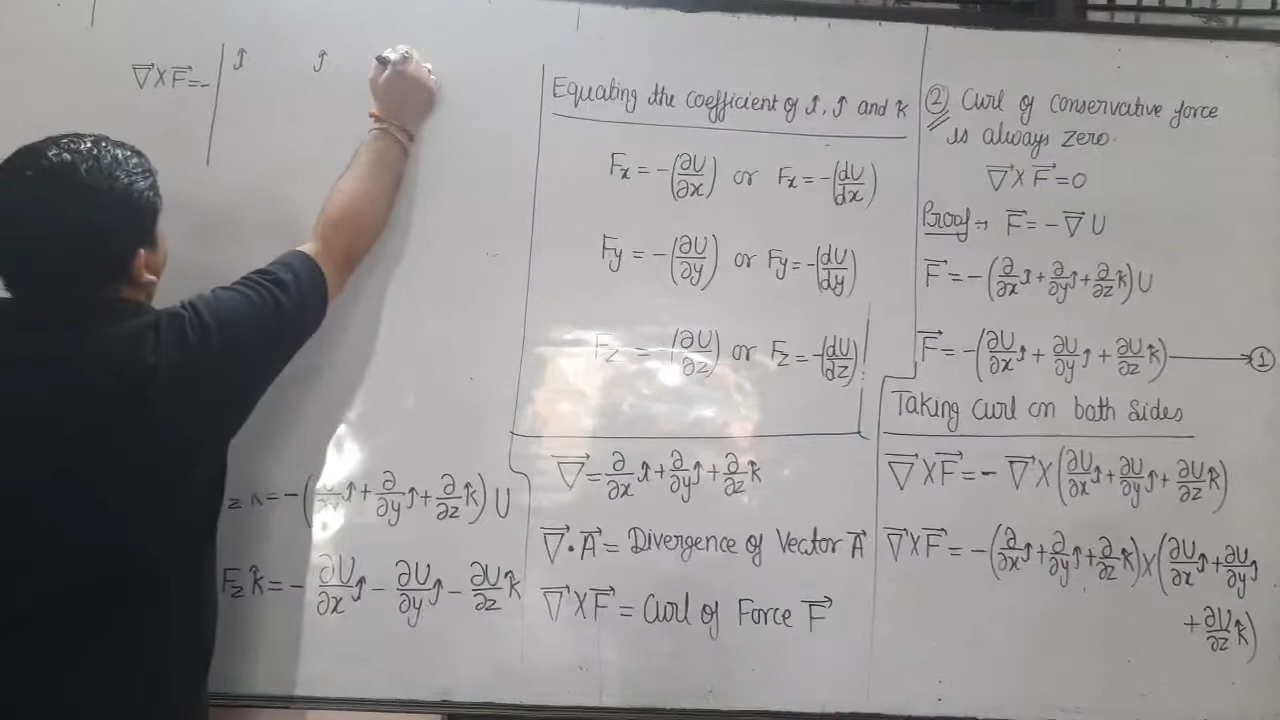 ∇⃗×F⃗=- | î ĵ
z k̂=-(∂/∂x î+∂/∂y ĵ+∂/∂z k̂)U
Fz k̂=-∂U/∂x î-∂U/∂y ĵ-∂U/∂z k̂
Equating the coefficient of î, ĵ and k̂
Fx=-(∂U/∂x) or Fx=-(dU/dx)
Fy=-(∂U/∂y) or Fy=-(dU/dy)
Fz=-(∂U/∂z) or Fz=-(dU/dz)
∇⃗=∂/∂x î+∂/∂y ĵ+∂/∂z k̂
∇⃗·A⃗=Divergence of Vector A⃗
∇⃗×F⃗=Curl of Force F⃗
② Curl of conservative force
is always zero.
∇⃗×F⃗=0
Proof→ F⃗=-∇⃗U
F⃗=-(∂/∂x î+∂/∂y ĵ+∂/∂z k̂)U
F⃗=-(∂U/∂x î+∂U/∂y ĵ+∂U/∂z k̂)→①
Taking curl on both sides
∇⃗×F⃗=-∇⃗×(∂U/∂x î+∂U/∂y ĵ+∂U/∂z k̂)
∇⃗×F⃗=-(∂/∂x î+∂/∂y ĵ+∂/∂z k̂)×(∂U/∂x î+∂U/∂y ĵ
+∂U/∂z k̂)